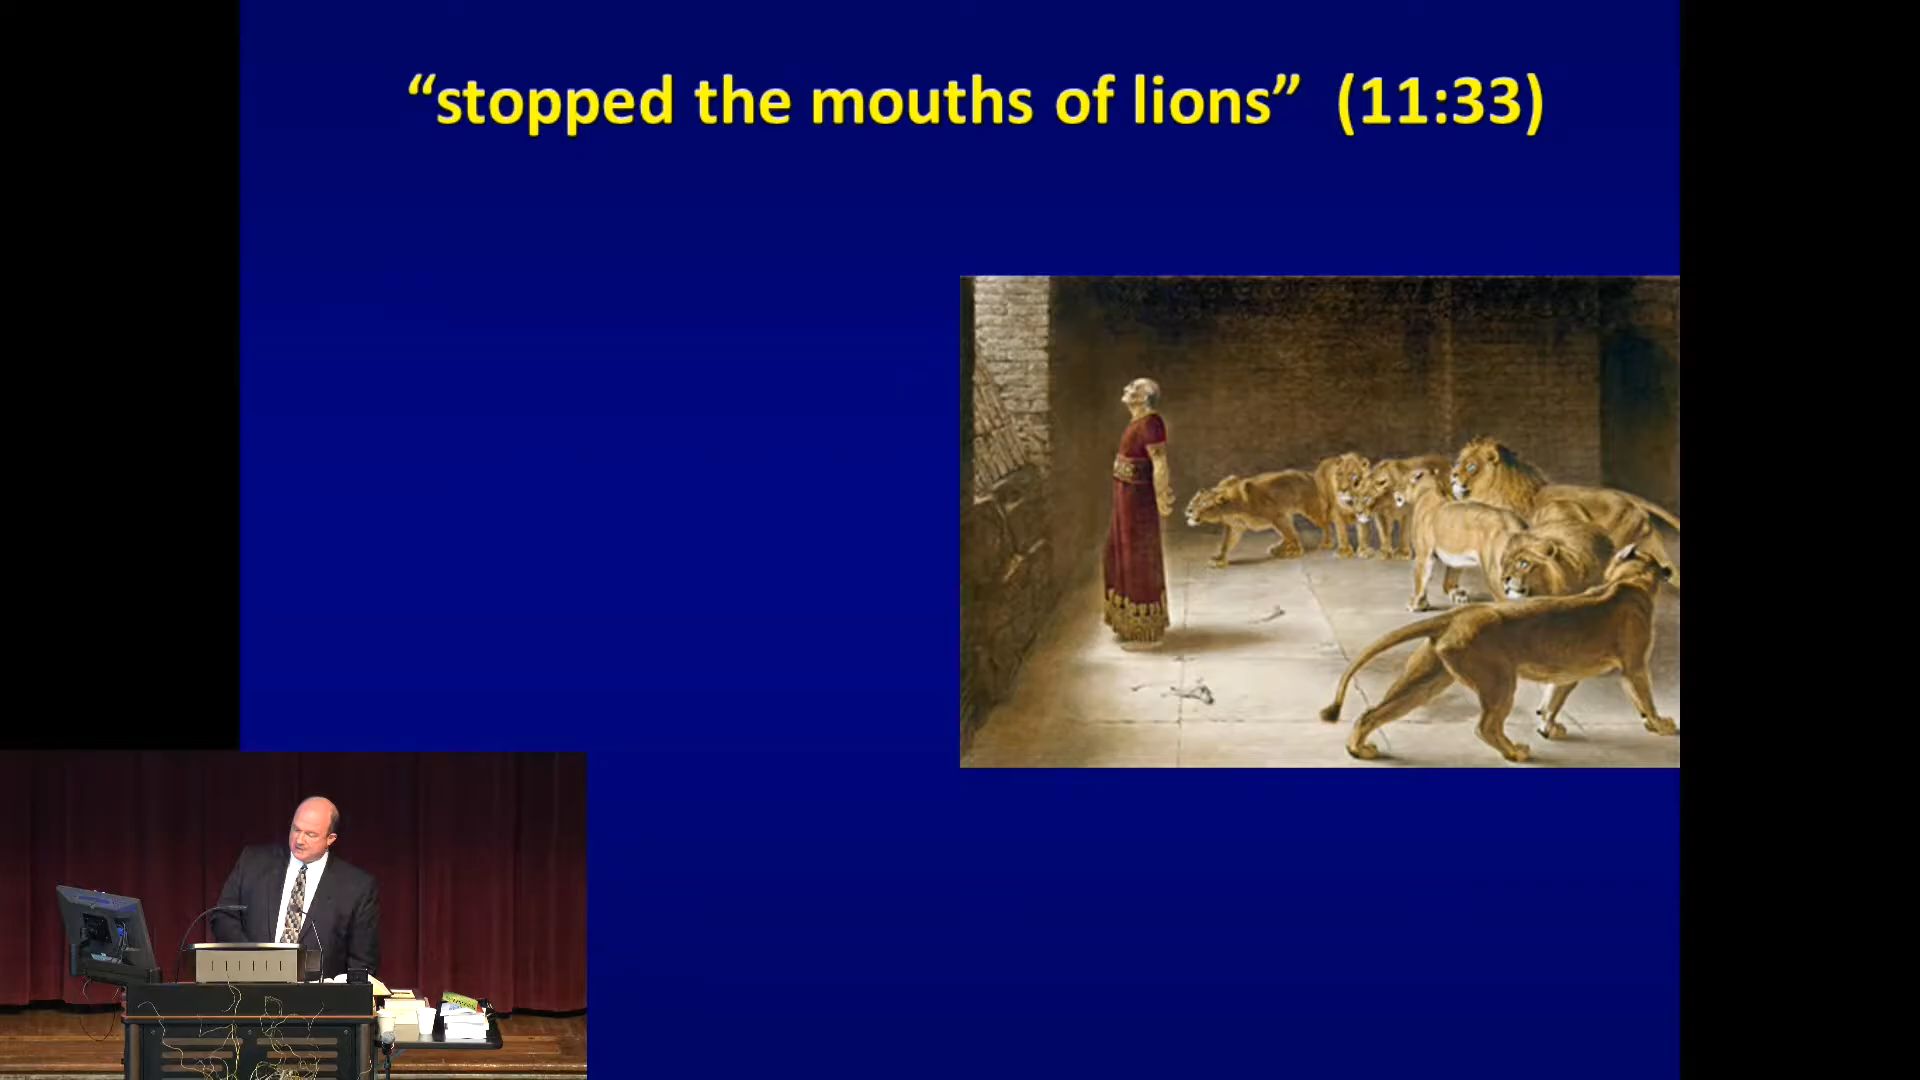 “stopped the mouths of lions” (11:33)